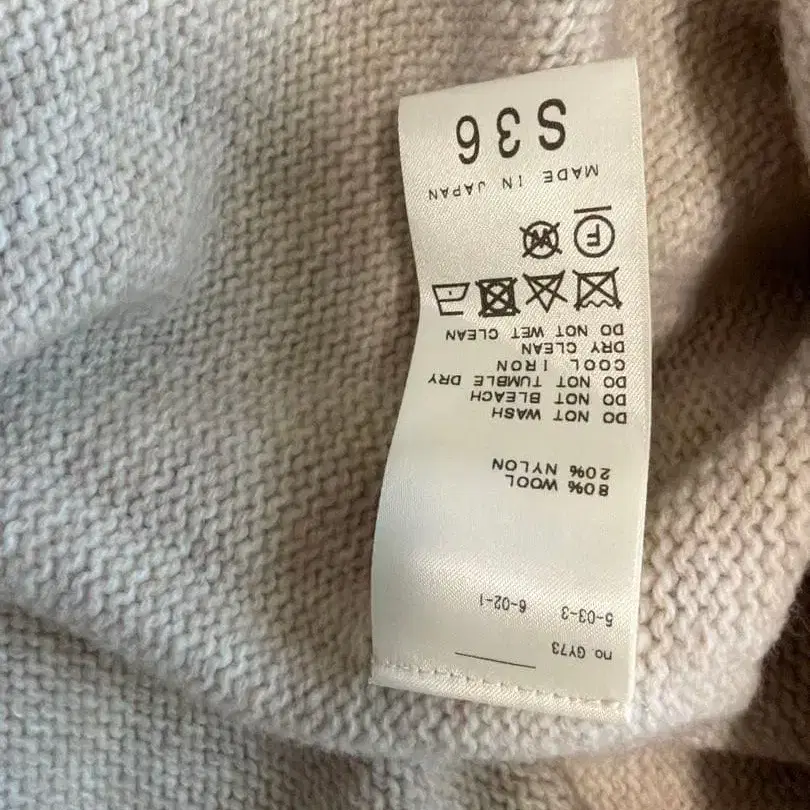 no. GY73
5-03-3 6-02-1
80% WOOL
20% NYLON
DO NOT WASH
DO NOT BLEACH
DO NOT TUMBLE DRY
COOL IRON
DRY CLEAN
DO NOT WET CLEAN
F W
MADE IN JAPAN
S36